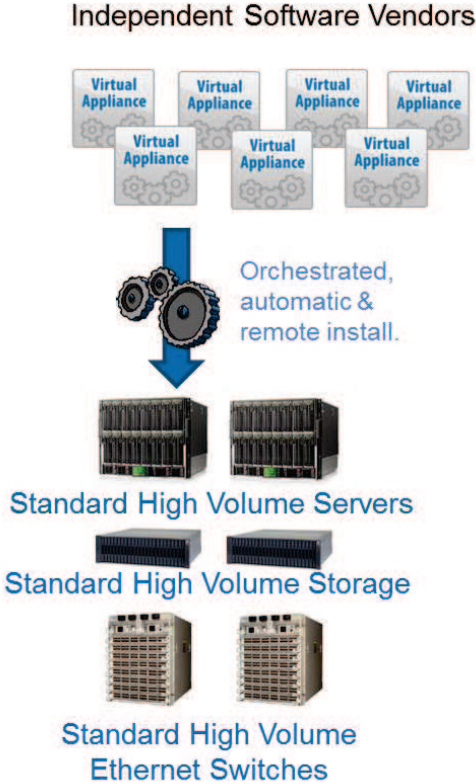 Independent Software Vendors
Virtual
Appliance
Virtual
Appliance
Virtual
Appliance
Virtual
Appliance
Virtual
Appliance
Virtual
Appliance
Virtual
Appliance
Orchestrated,
automatic &
remote install.
Standard High Volume Servers
Standard High Volume Storage
Standard High Volume
Ethernet Switches